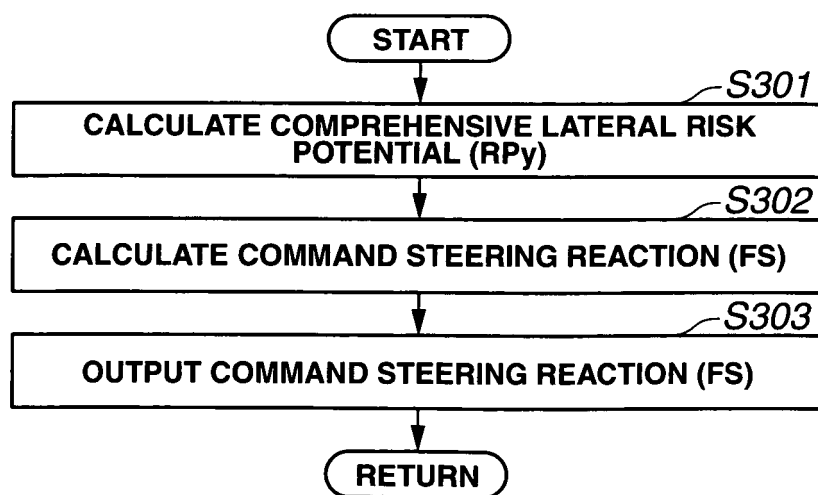 START
S301
CALCULATE COMPREHENSIVE LATERAL RISK
POTENTIAL (RPy)
S302
CALCULATE COMMAND STEERING REACTION (FS)
S303
OUTPUT COMMAND STEERING REACTION (FS)
RETURN